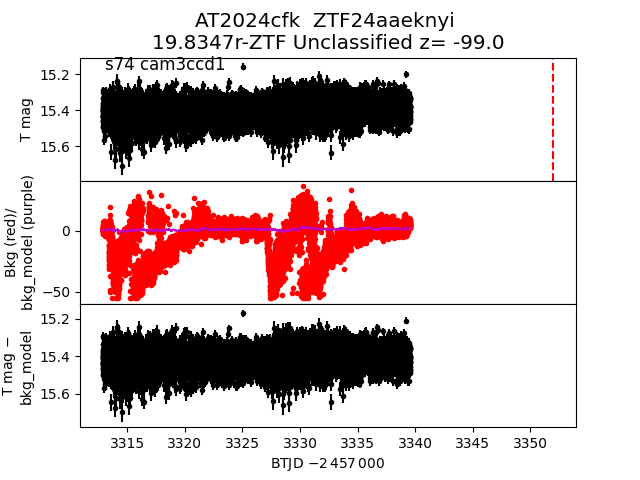 AT2024cfk  ZTF24aaeknyi
19.8347r-ZTF Unclassified z= -99.0
s74 cam3ccd1
15.2
15.4
15.6
T mag
0
−50
Bkg (red)/
bkg_model (purple)
15.2
15.4
15.6
T mag −
bkg_model
3315 3320 3325 3330 3335 3340 3345 3350
BTJD −2 457 000